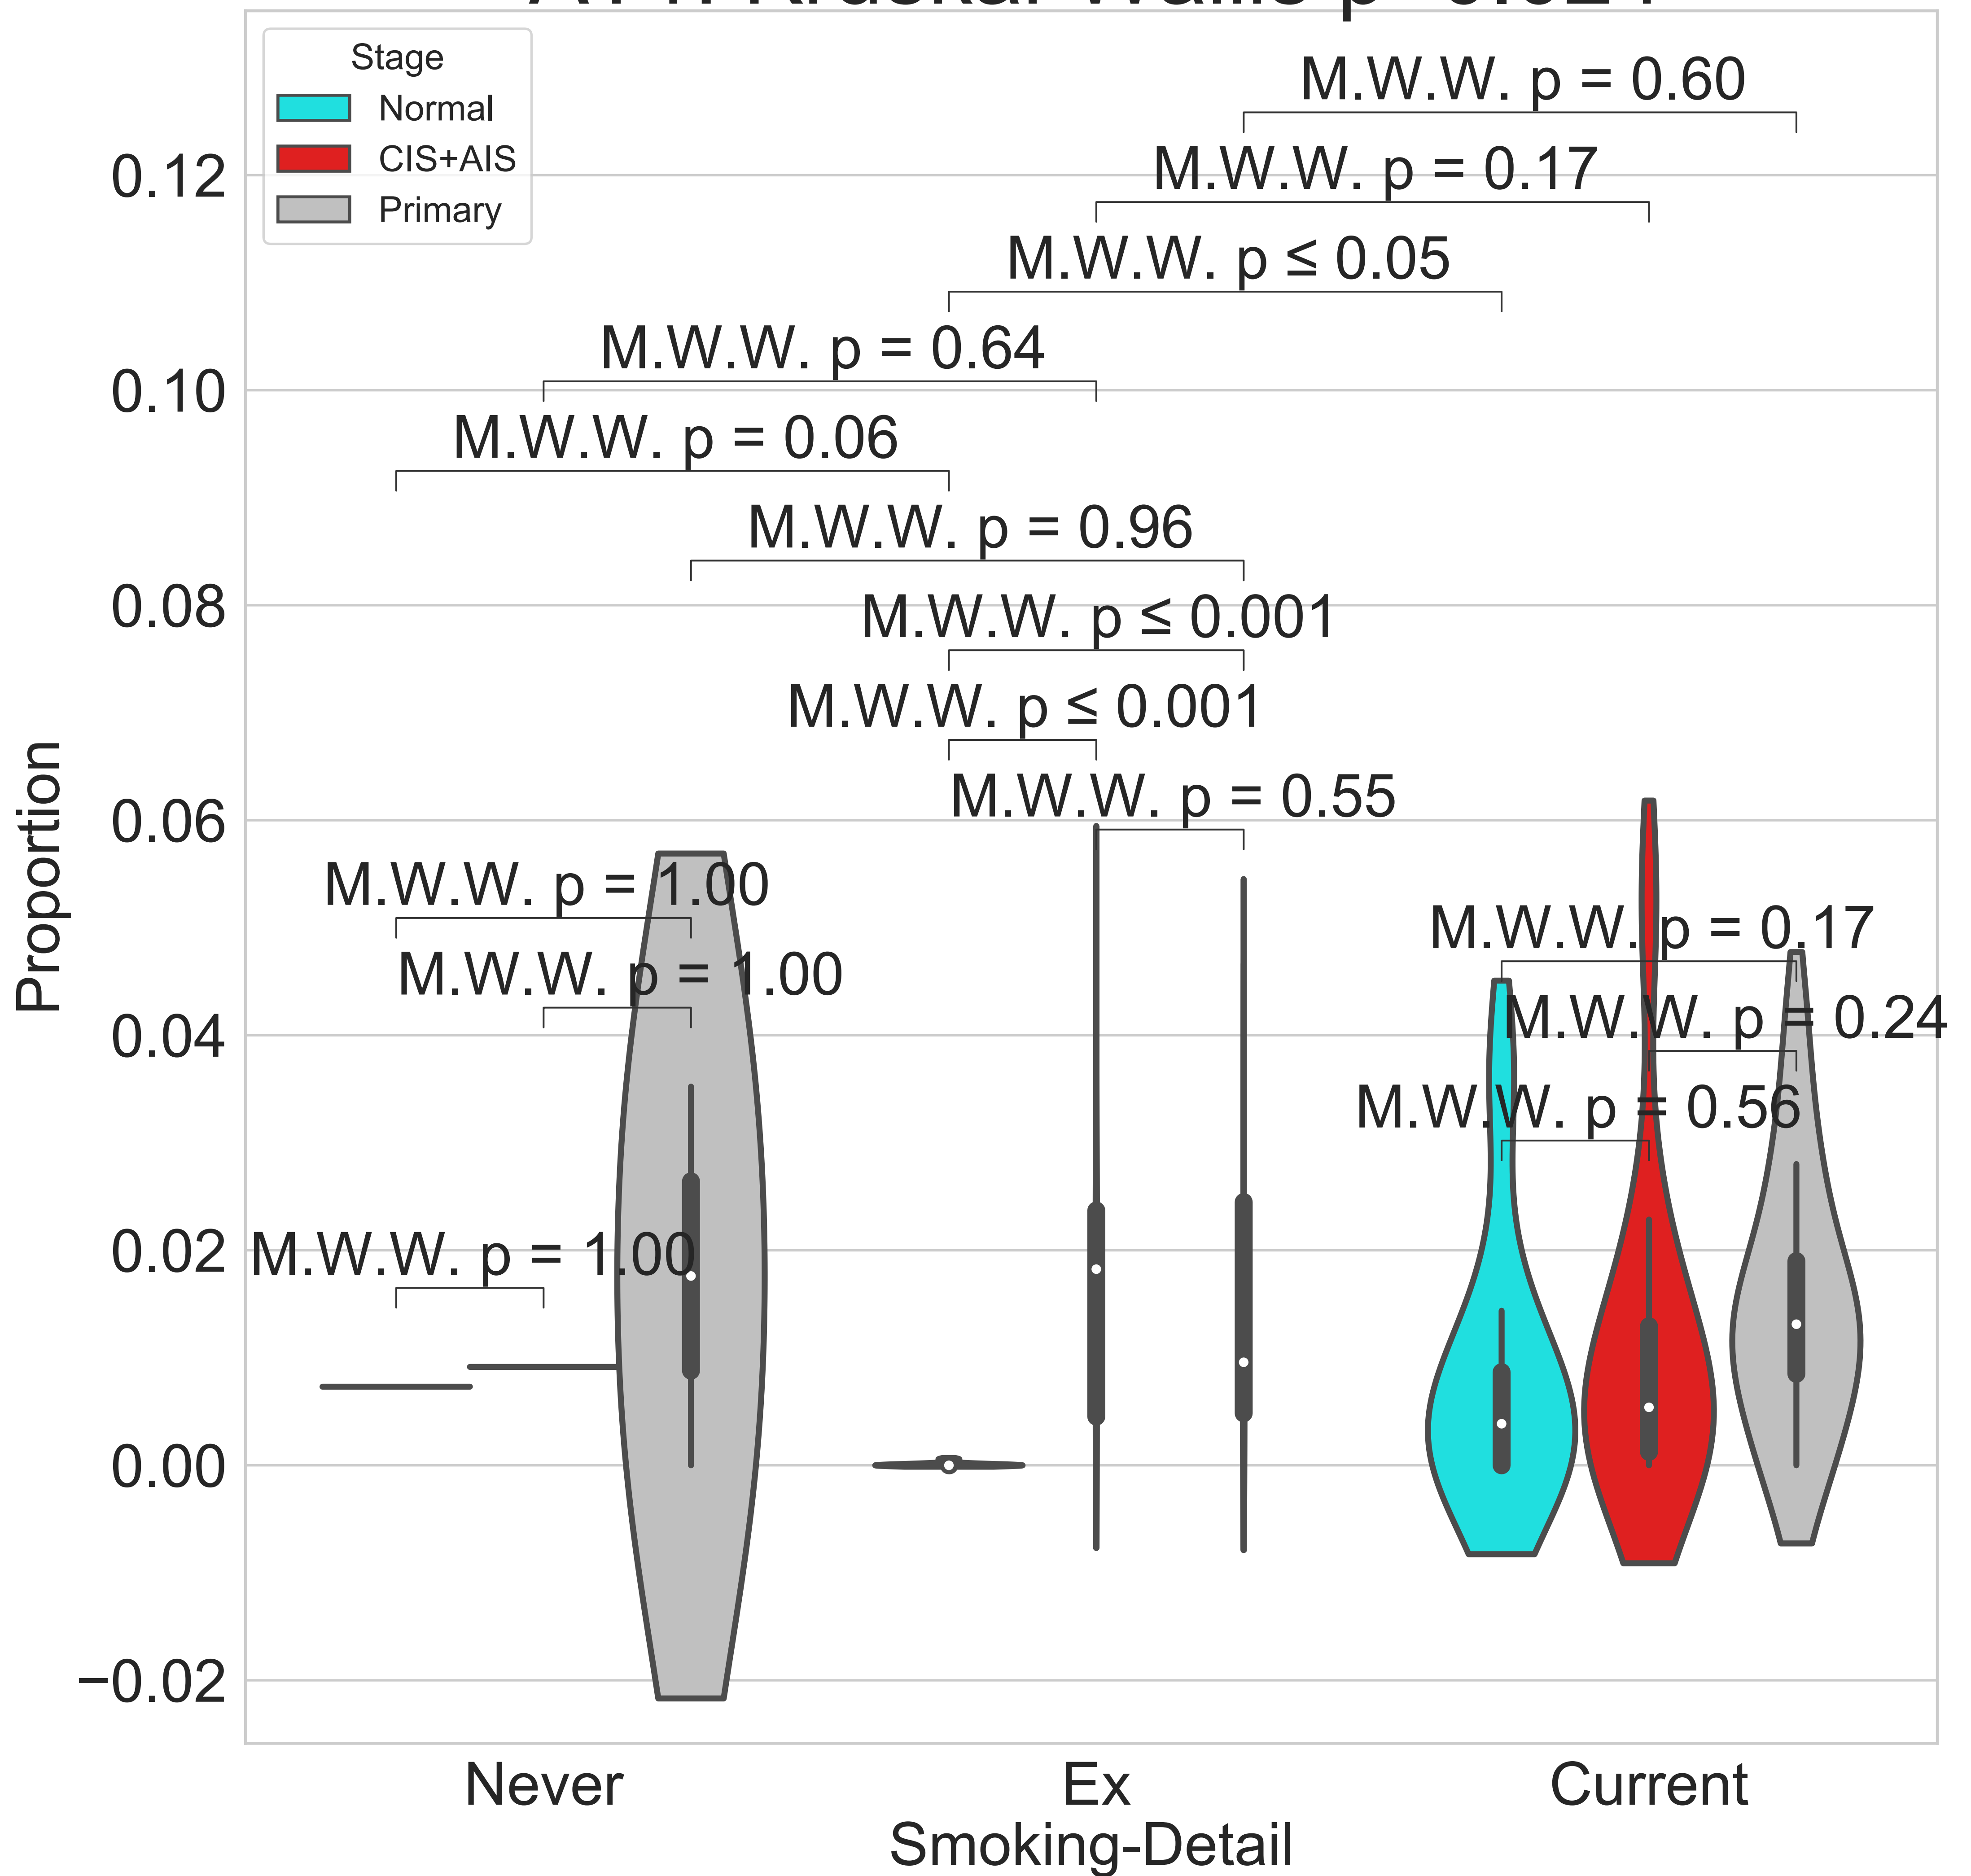 Stage
Normal
CIS+AIS
Primary
M.W.W. p = 0.60
M.W.W. p = 0.17
M.W.W. p ≤ 0.05
M.W.W. p = 0.64
M.W.W. p = 0.06
M.W.W. p = 0.96
M.W.W. p ≤ 0.001
M.W.W. p ≤ 0.001
M.W.W. p = 0.55
M.W.W. p = 1.00
M.W.W. p = 0.17
M.W.W. p = 1.00
M.W.W. p = 0.24
M.W.W. p = 0.56
M.W.W. p = 1.00
0.12
0.10
0.08
0.06
0.04
0.02
0.00
−0.02
Proportion
Never
Ex
Current
Smoking-Detail